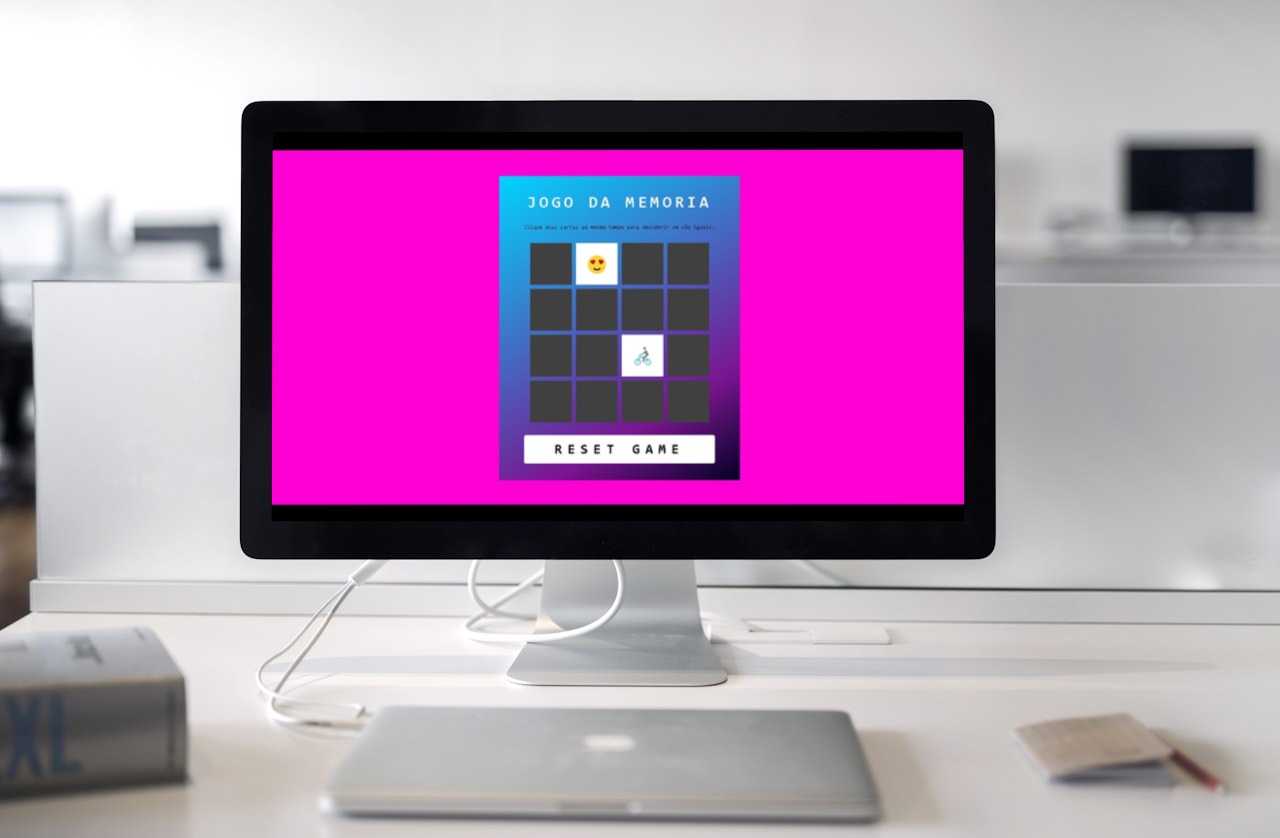 JOGO DA MEMORIA
Clique duas cartas ao mesmo tempo para descobrir se são iguais.
RESET GAME
XL